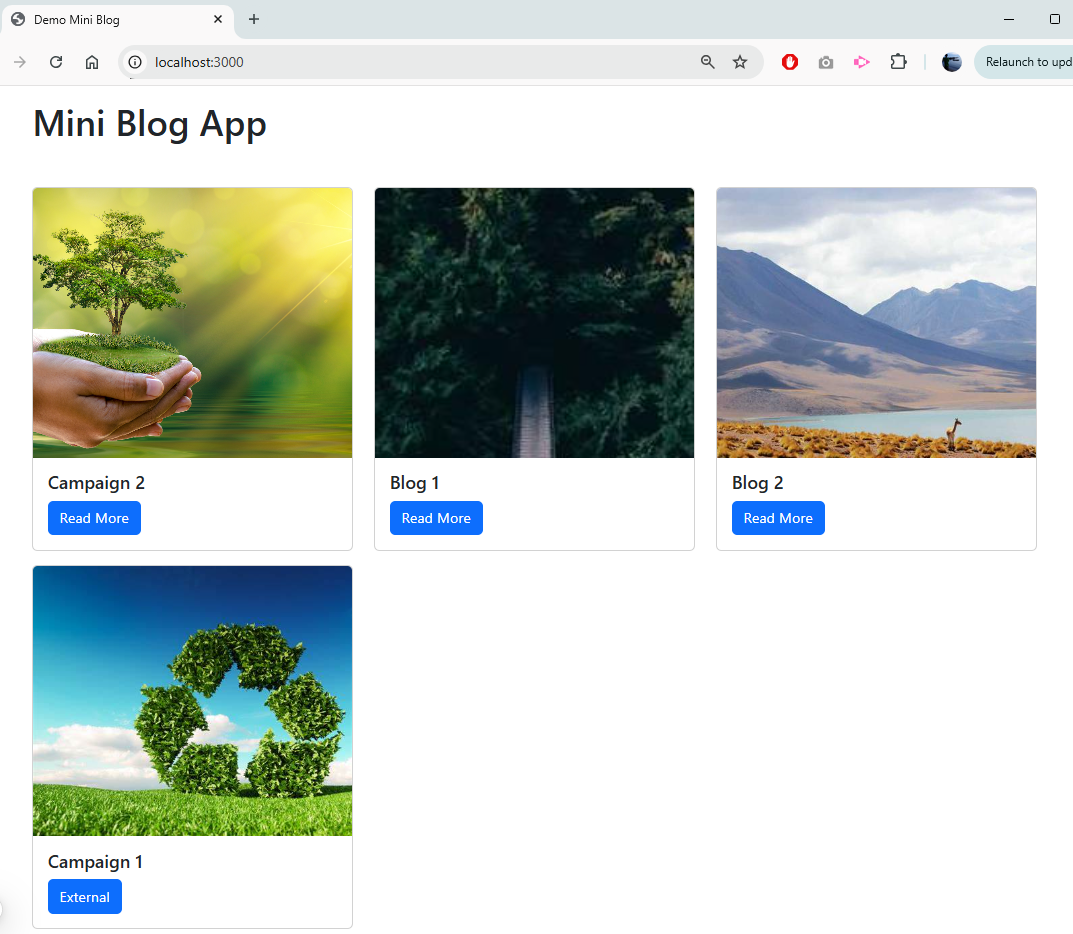 Demo Mini Blog
localhost:3000
Relaunch to upd
Mini Blog App
Campaign 2
Read More
Blog 1
Read More
Blog 2
Read More
Campaign 1
External